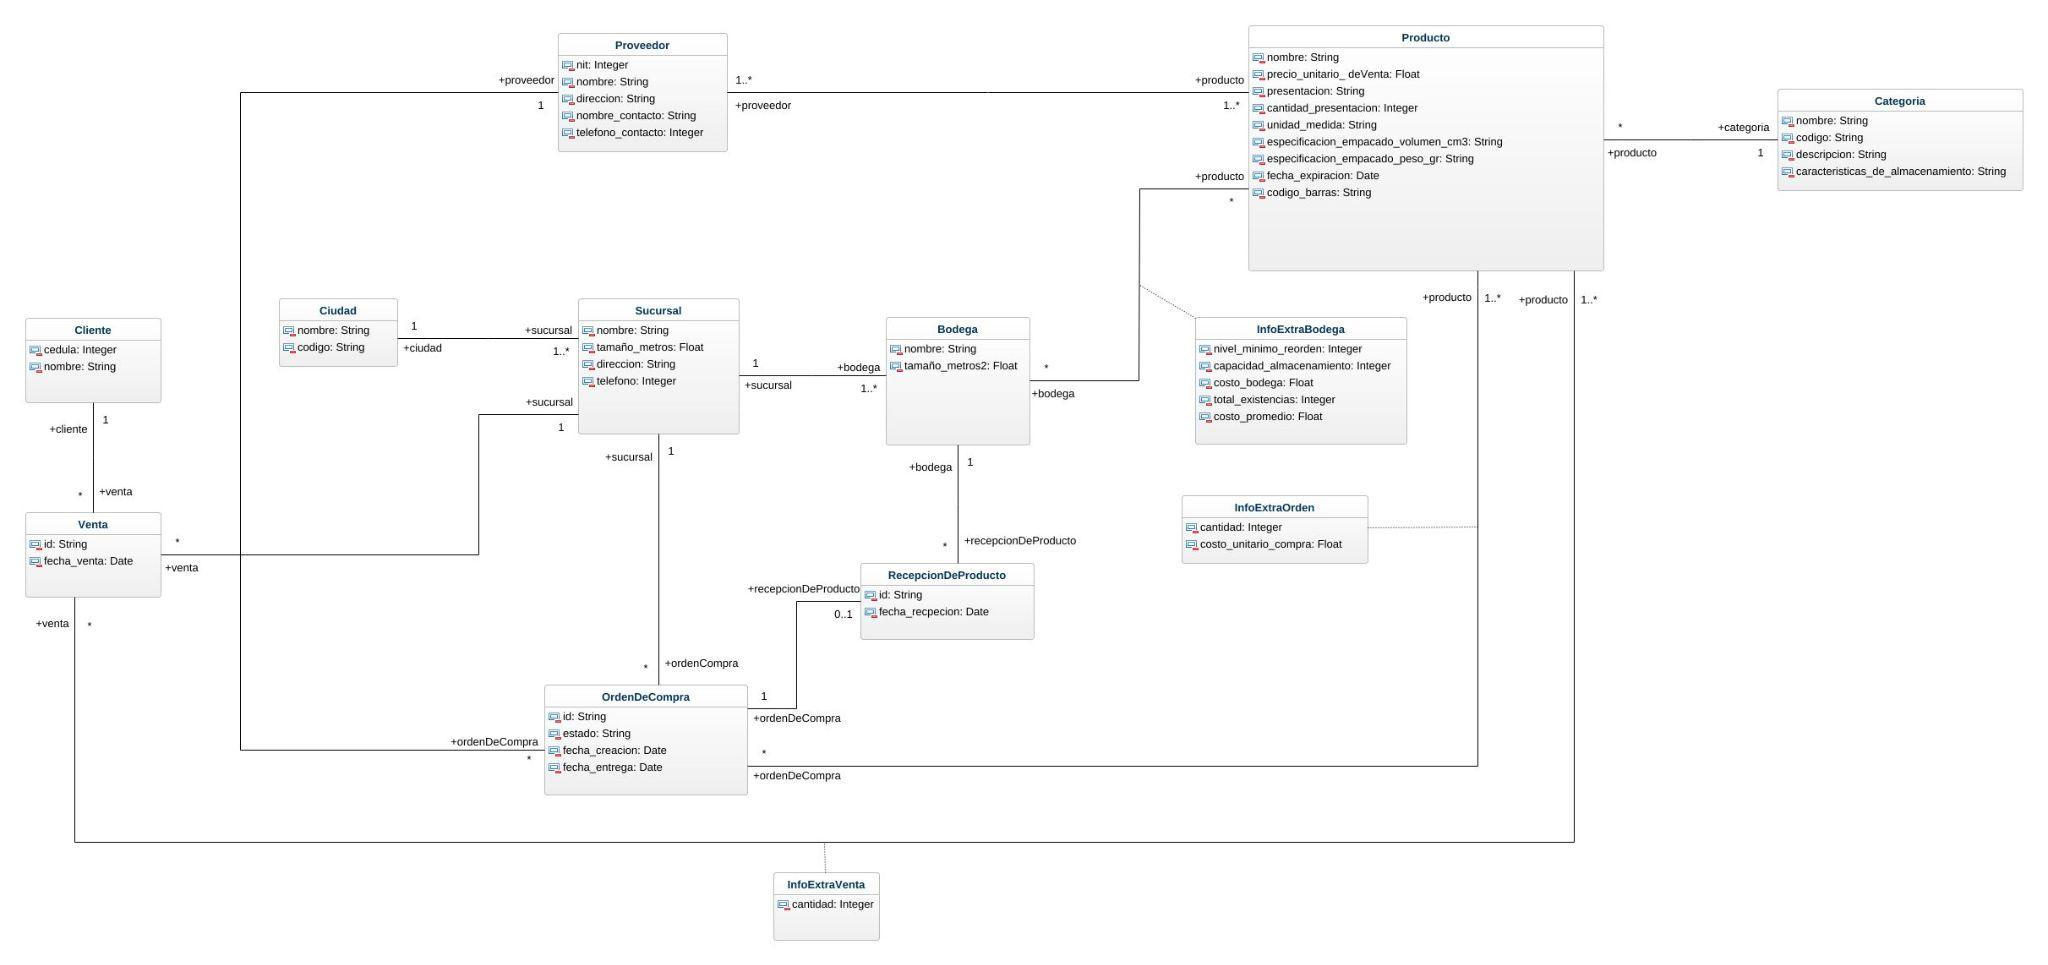 Proveedor
nit: Integer
nombre: String
direccion: String
nombre_contacto: String
telefono_contacto: Integer
+proveedor
1
1..*
+proveedor
+producto
1..*
Producto
nombre: String
precio_unitario_ deVenta: Float
presentacion: String
cantidad_presentacion: Integer
unidad_medida: String
especificacion_empacado_volumen_cm3: String
especificacion_empacado_peso_gr: String
fecha_expiracion: Date
codigo_barras: String
+producto
*
*
+producto
+categoria
1
Categoria
nombre: String
codigo: String
descripcion: String
caracteristicas_de_almacenamiento: String
+producto
1..*
+producto
1..*
Cliente
cedula: Integer
nombre: String
+cliente
1
*
+venta
Ciudad
nombre: String
codigo: String
1
+ciudad
+sucursal
1..*
Sucursal
nombre: String
tamaño_metros: Float
direccion: String
telefono: Integer
+sucursal
1
1
+sucursal
+sucursal
1
+bodega
1..*
Bodega
nombre: String
tamaño_metros2: Float
*
+bodega
+bodega
1
InfoExtraBodega
nivel_minimo_reorden: Integer
capacidad_almacenamiento: Integer
costo_bodega: Float
total_existencias: Integer
costo_promedio: Float
InfoExtraOrden
cantidad: Integer
costo_unitario_compra: Float
Venta
id: String
fecha_venta: Date
*
+venta
+venta
*
*
+recepcionDeProducto
RecepcionDeProducto
id: String
fecha_recpecion: Date
+recepcionDeProducto
0..1
*
+ordenCompra
OrdenDeCompra
id: String
estado: String
fecha_creacion: Date
fecha_entrega: Date
+ordenDeCompra
*
1
+ordenDeCompra
*
+ordenDeCompra
InfoExtraVenta
cantidad: Integer